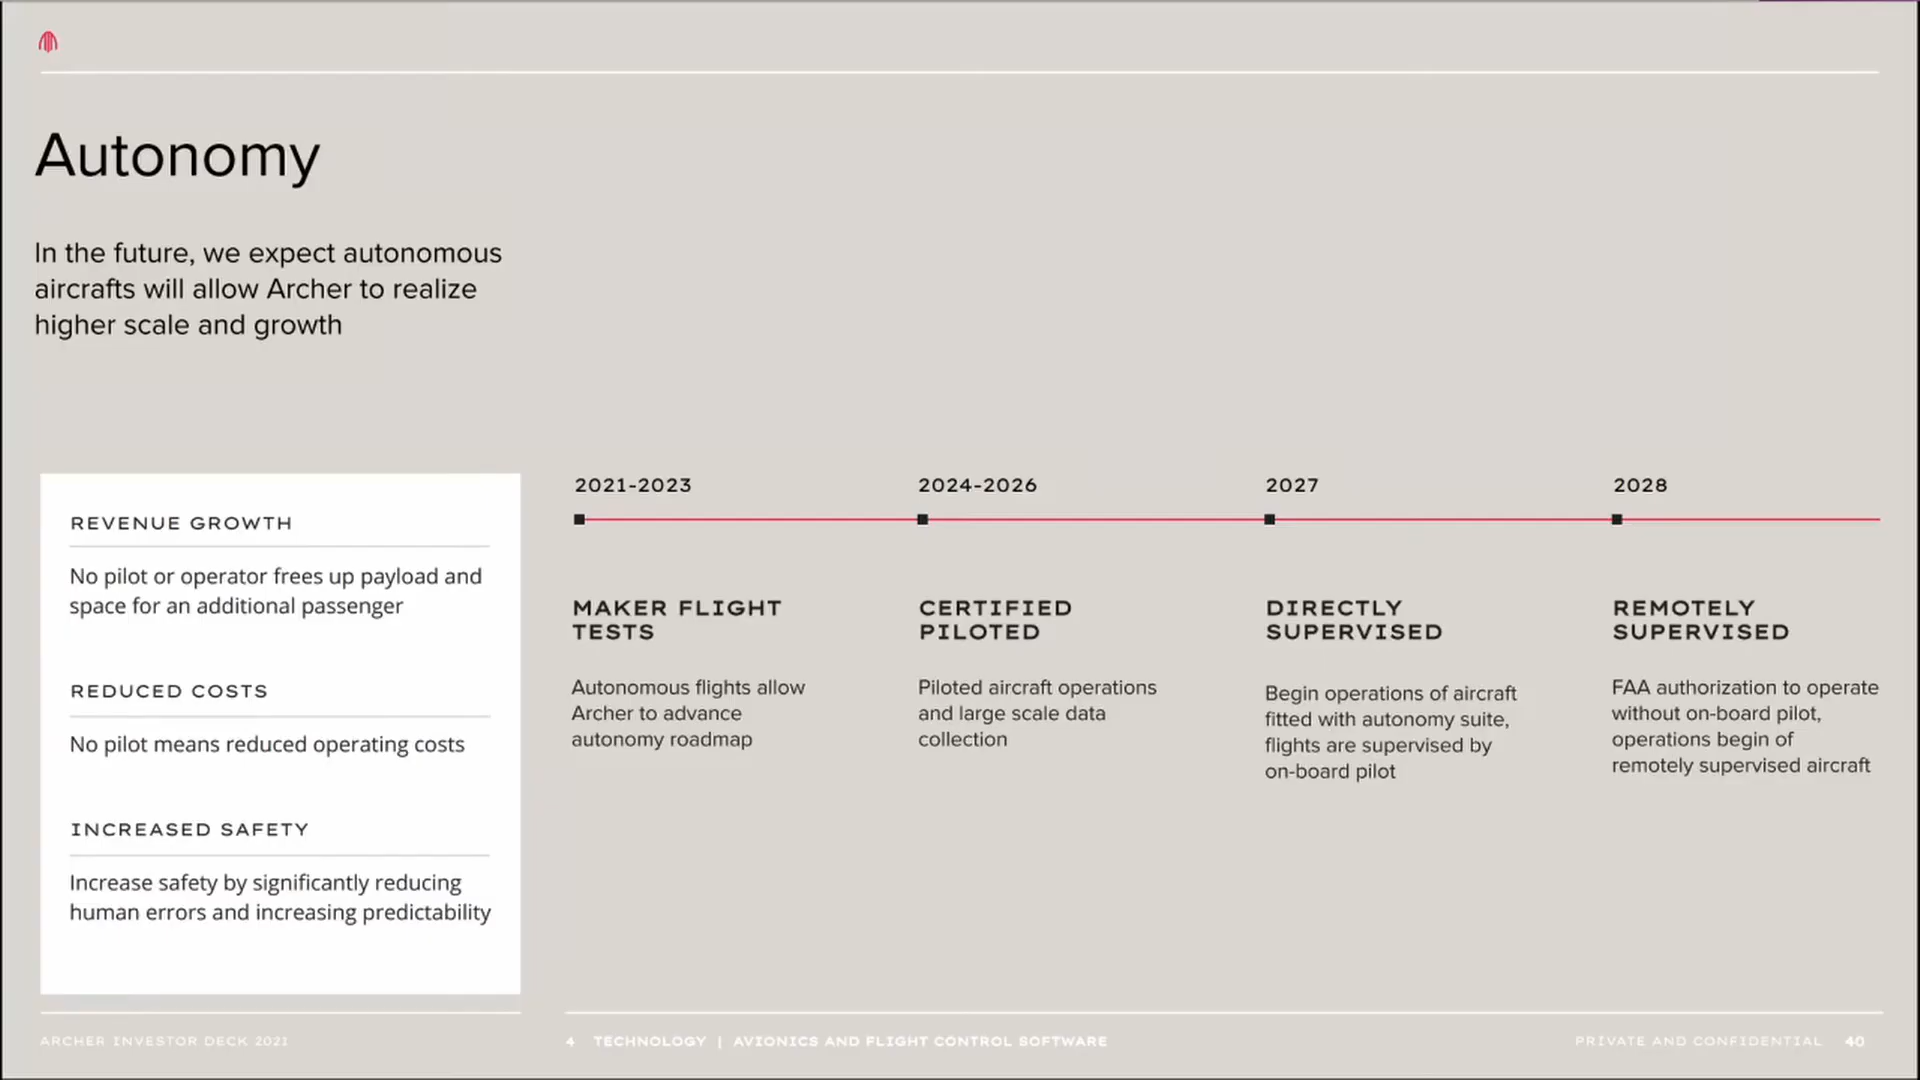 Autonomy
In the future, we expect autonomous
aircrafts will allow Archer to realize
higher scale and growth
REVENUE GROWTH
No pilot or operator frees up payload and
space for an additional passenger
REDUCED COSTS
No pilot means reduced operating costs
INCREASED SAFETY
Increase safety by significantly reducing
human errors and increasing predictability
2021-2023
MAKER FLIGHT
TESTS
Autonomous flights allow
Archer to advance
autonomy roadmap
2024-2026
CERTIFIED
PILOTED
Piloted aircraft operations
and large scale data
collection
2027
DIRECTLY
SUPERVISED
Begin operations of aircraft
fitted with autonomy suite,
flights are supervised by
on-board pilot
2028
REMOTELY
SUPERVISED
FAA authorization to operate
without on-board pilot,
operations begin of
remotely supervised aircraft
ARCHER INVESTOR DECK 2021
4 TECHNOLOGY | AVIONICS AND FLIGHT CONTROL SOFTWARE
PRIVATE AND CONFIDENTIAL 40